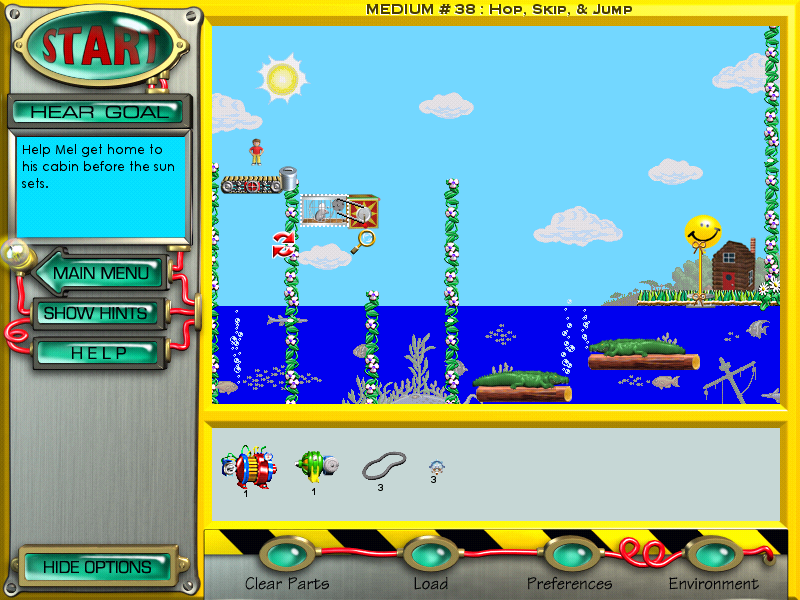 MEDIUM # 38 : Hop, Skip, & Jump
START
HEAR GOAL
Help Mel get home to
his cabin before the sun
sets.
MAIN MENU
SHOW HINTS
HELP
1
1
3
3
HIDE OPTIONS
Clear Parts
Load
Preferences
Environment